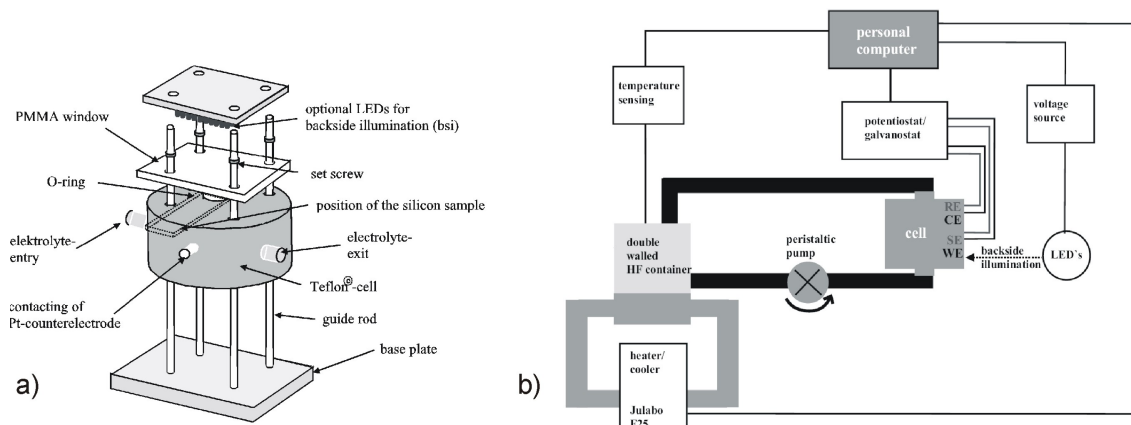 optional LEDs for
backside illumination (bsi)
PMMA window
set screw
O-ring
position of the silicon sample
elektrolyte-
entry
electrolyte-
exit
Teflon®-cell
contacting of
Pt-counterelectrode
guide rod
base plate
a)
personal
computer
temperature
sensing
potentiostat/
galvanostat
voltage
source
RE
CE
cell
SE
WE
double
walled
HF container
peristaltic
pump
backside
illumination
LED`s
heater/
cooler
Julabo
F25
b)